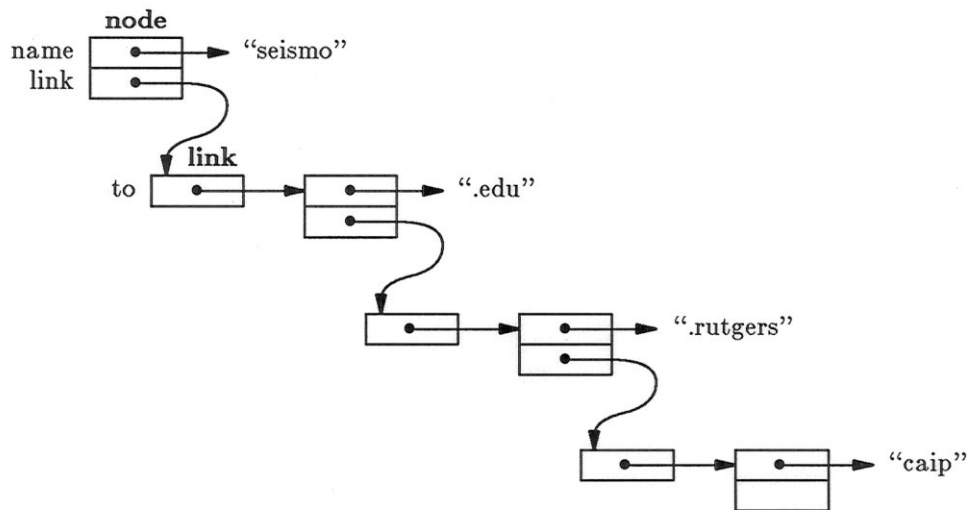 node
name “seismo”
link
link
to “.edu”
“.rutgers”
“caip”